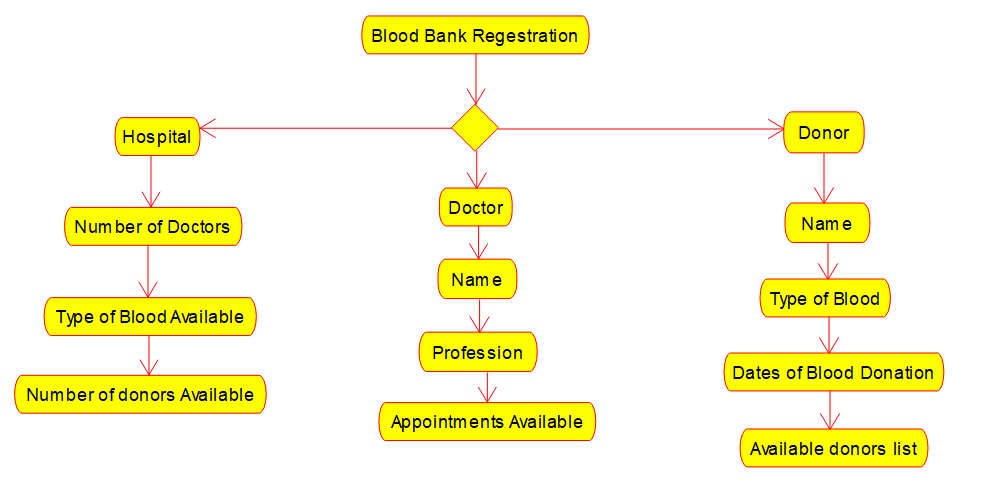 Blood Bank Regestration
Hospital
Number of Doctors
Type of Blood Available
Number of donors Available
Doctor
Name
Profession
Appointments Available
Donor
Name
Type of Blood
Dates of Blood Donation
Available donors list